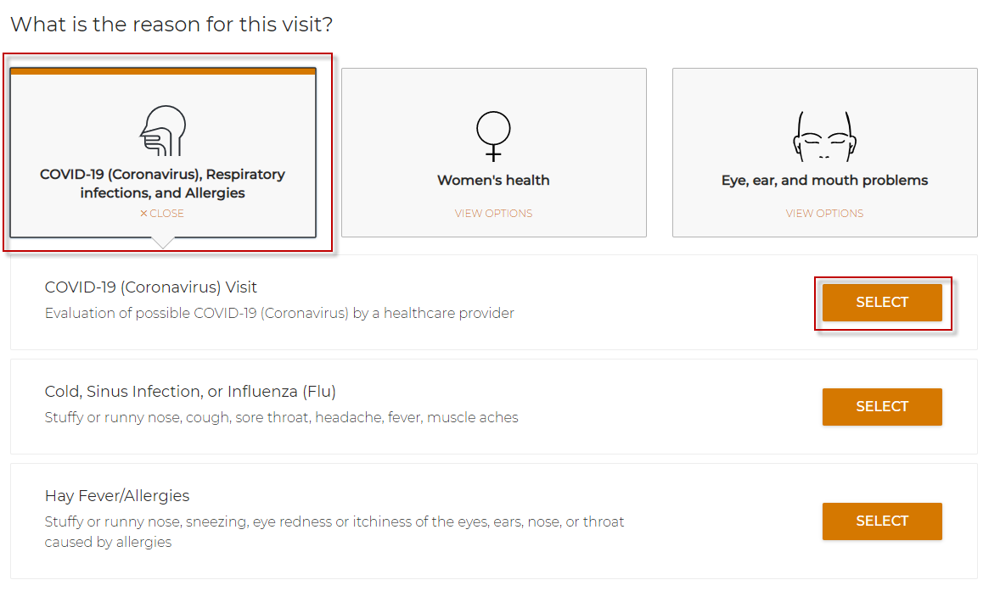 What is the reason for this visit?
COVID-19 (Coronavirus), Respiratory
infections, and Allergies
× CLOSE
Women's health
VIEW OPTIONS
Eye, ear, and mouth problems
VIEW OPTIONS
COVID-19 (Coronavirus) Visit
Evaluation of possible COVID-19 (Coronavirus) by a healthcare provider
SELECT
Cold, Sinus Infection, or Influenza (Flu)
Stuffy or runny nose, cough, sore throat, headache, fever, muscle aches
SELECT
Hay Fever/Allergies
Stuffy or runny nose, sneezing, eye redness or itchiness of the eyes, ears, nose, or throat
caused by allergies
SELECT